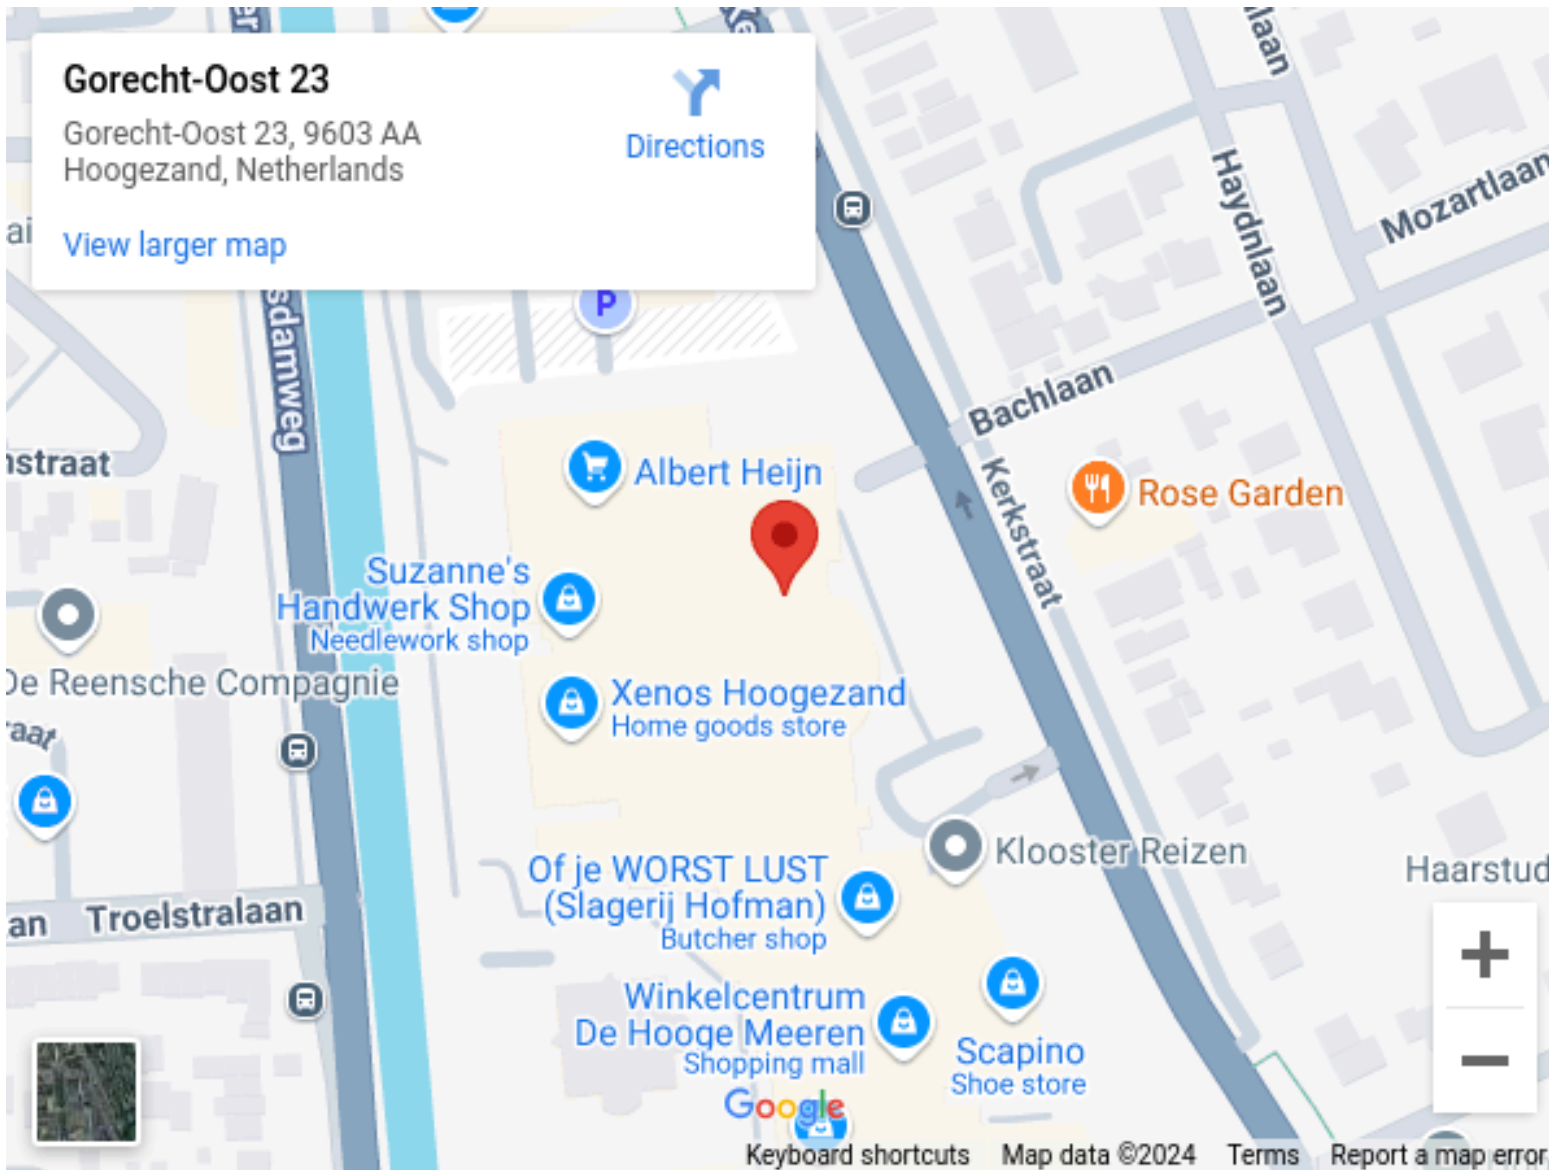 Gorecht-Oost 23
Gorecht-Oost 23, 9603 AA
Hoogezand, Netherlands
Directions
View larger map
P
sdamweg
Haydnlaan
Mozartlaan
Bachlaan
Kerkstraat
Albert Heijn
Rose Garden
Suzanne's
Handwerk Shop
Needlework shop
De Reensche Compagnie
Xenos Hoogezand
Home goods store
Klooster Reizen
Of je WORST LUST
(Slagerij Hofman)
Butcher shop
Haarstud
Troelstralaan
Winkelcentrum
De Hooge Meeren
Shopping mall
Scapino
Shoe store
Google
Keyboard shortcuts
Map data ©2024
Terms
Report a map error